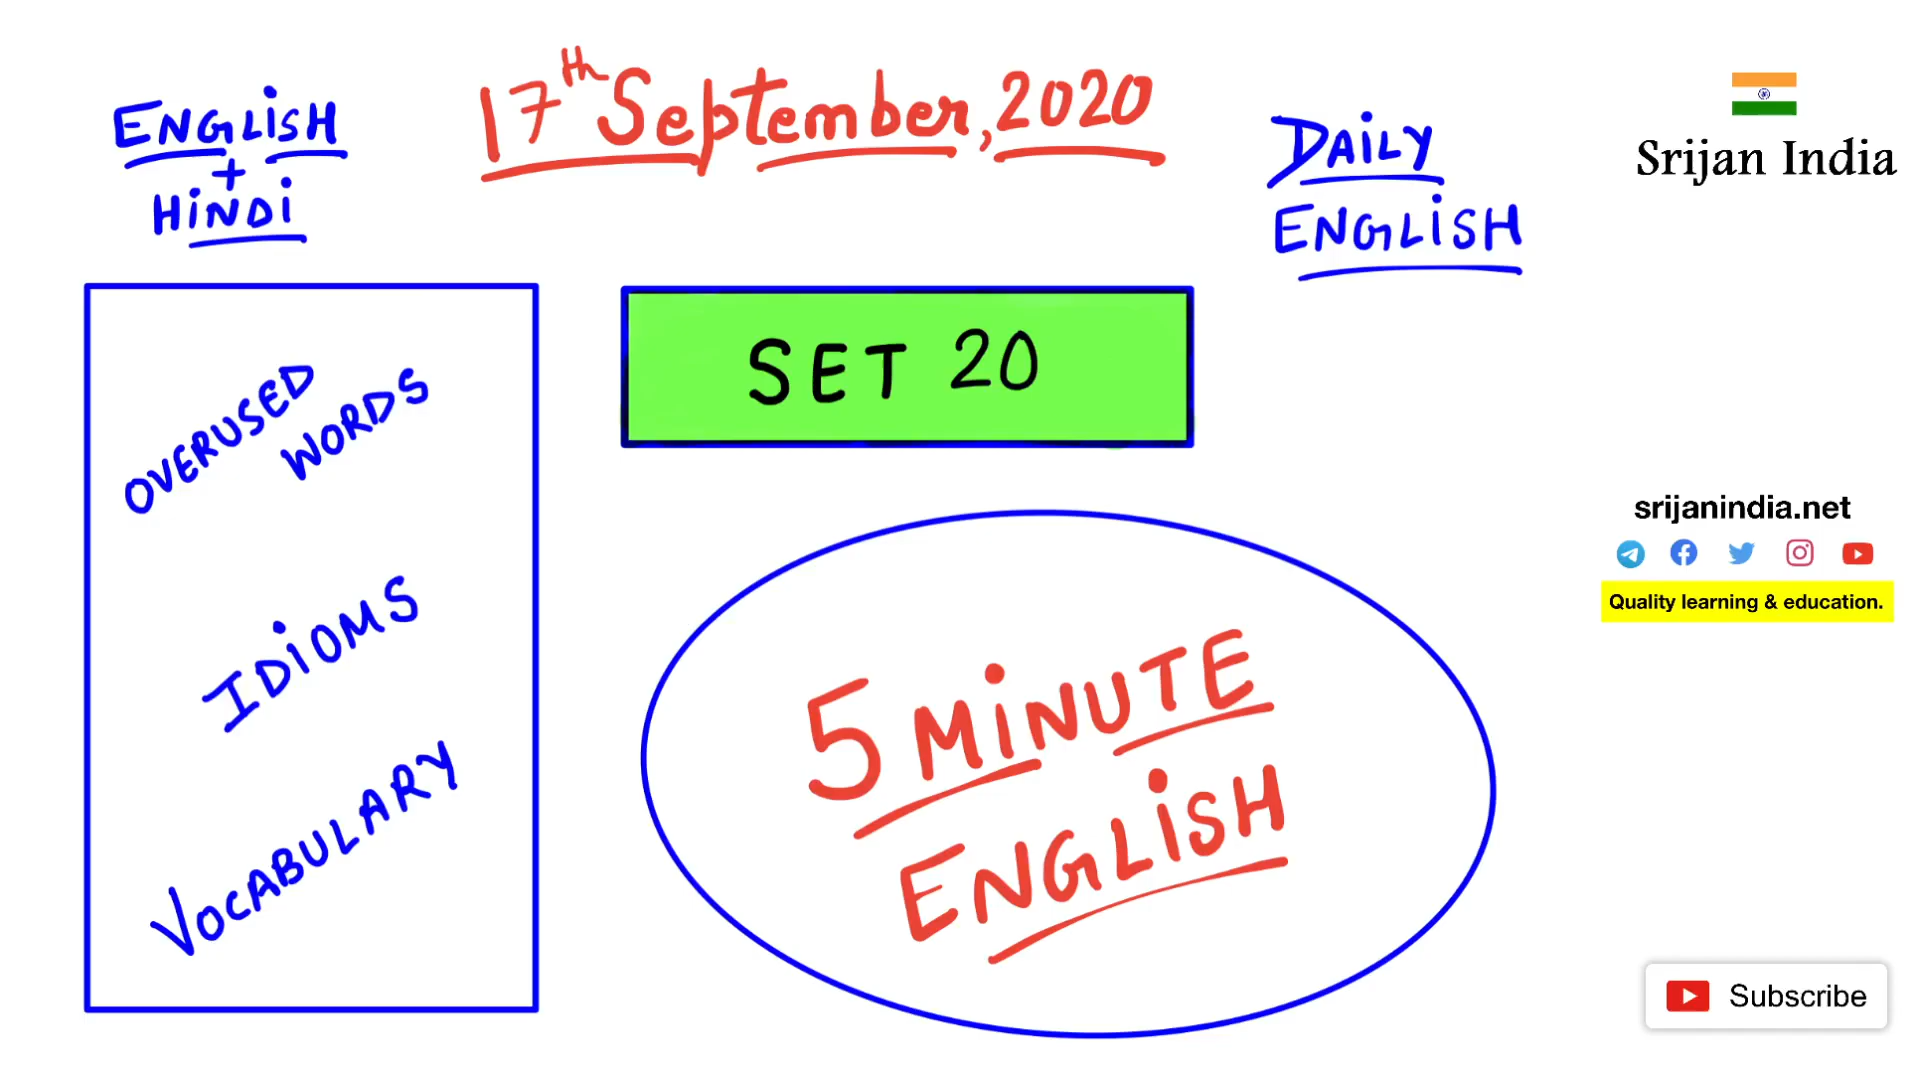 17th September, 2020
ENGLiSH
+
HiNDi
DAiLY
ENGLiSH
Srijan India
SET 20
OVERUSED
WORDS
IDiOMS
VOCABULARY
5 MiNUTE
ENGLiSH
srijanindia.net
Quality learning & education.
Subscribe